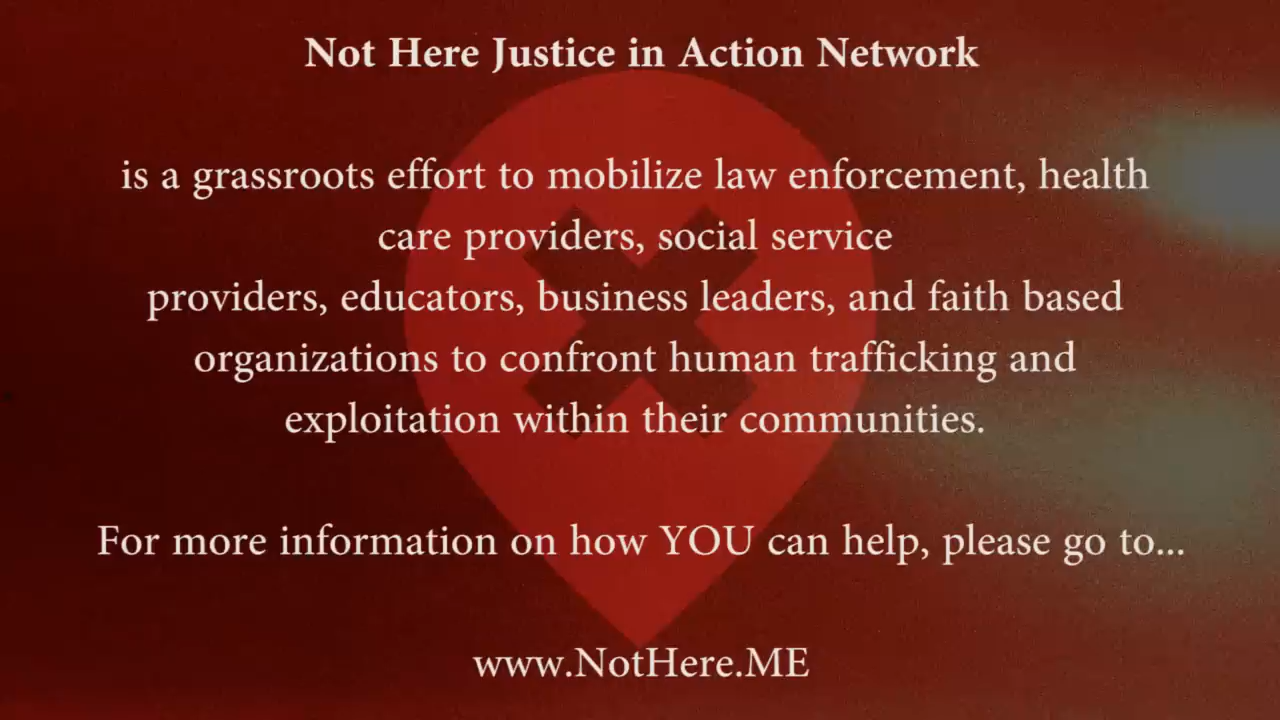 Not Here Justice in Action Network
is a grassroots effort to mobilize law enforcement, health
care providers, social service
providers, educators, business leaders, and faith based
organizations to confront human trafficking and
exploitation within their communities.
For more information on how YOU can help, please go to...
www.NotHere.ME